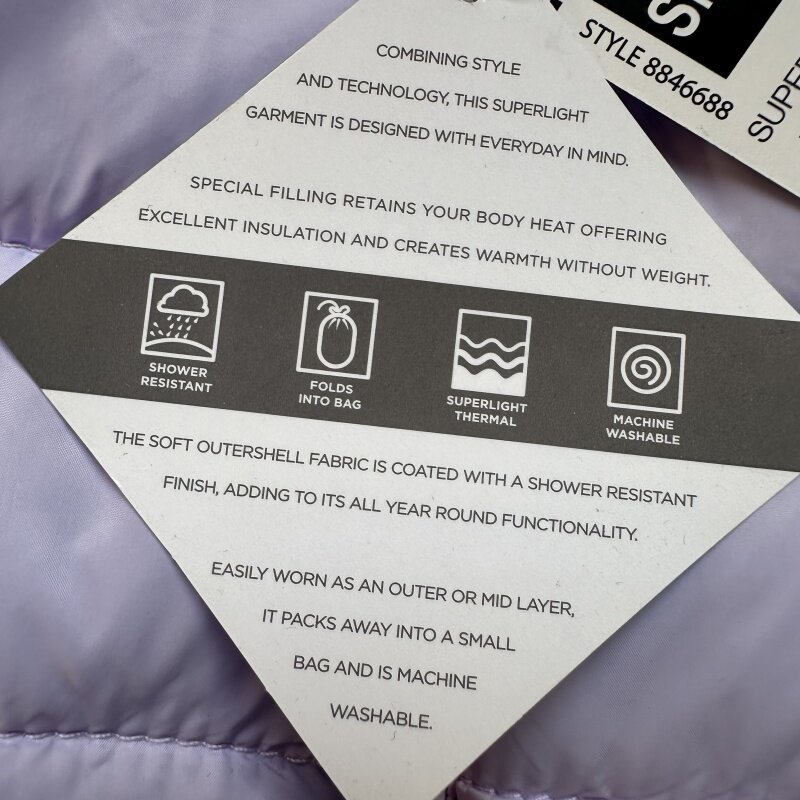 STYLE 8846688
COMBINING STYLE
AND TECHNOLOGY, THIS SUPERLIGHT
GARMENT IS DESIGNED WITH EVERYDAY IN MIND.
SPECIAL FILLING RETAINS YOUR BODY HEAT OFFERING
EXCELLENT INSULATION AND CREATES WARMTH WITHOUT WEIGHT.
SHOWER
RESISTANT
FOLDS
INTO BAG
SUPERLIGHT
THERMAL
MACHINE
WASHABLE
THE SOFT OUTERSHELL FABRIC IS COATED WITH A SHOWER RESISTANT
FINISH, ADDING TO ITS ALL YEAR ROUND FUNCTIONALITY.
EASILY WORN AS AN OUTER OR MID LAYER,
IT PACKS AWAY INTO A SMALL
BAG AND IS MACHINE
WASHABLE.